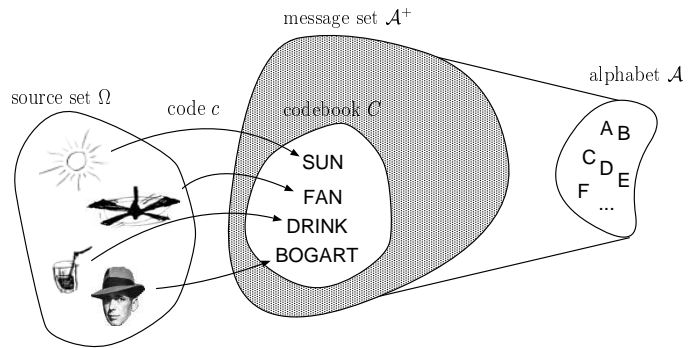 message set 𝒜⁺
alphabet 𝒜
source set Ω
code c
codebook C
SUN
FAN
DRINK
BOGART
A B
C D E
F ...